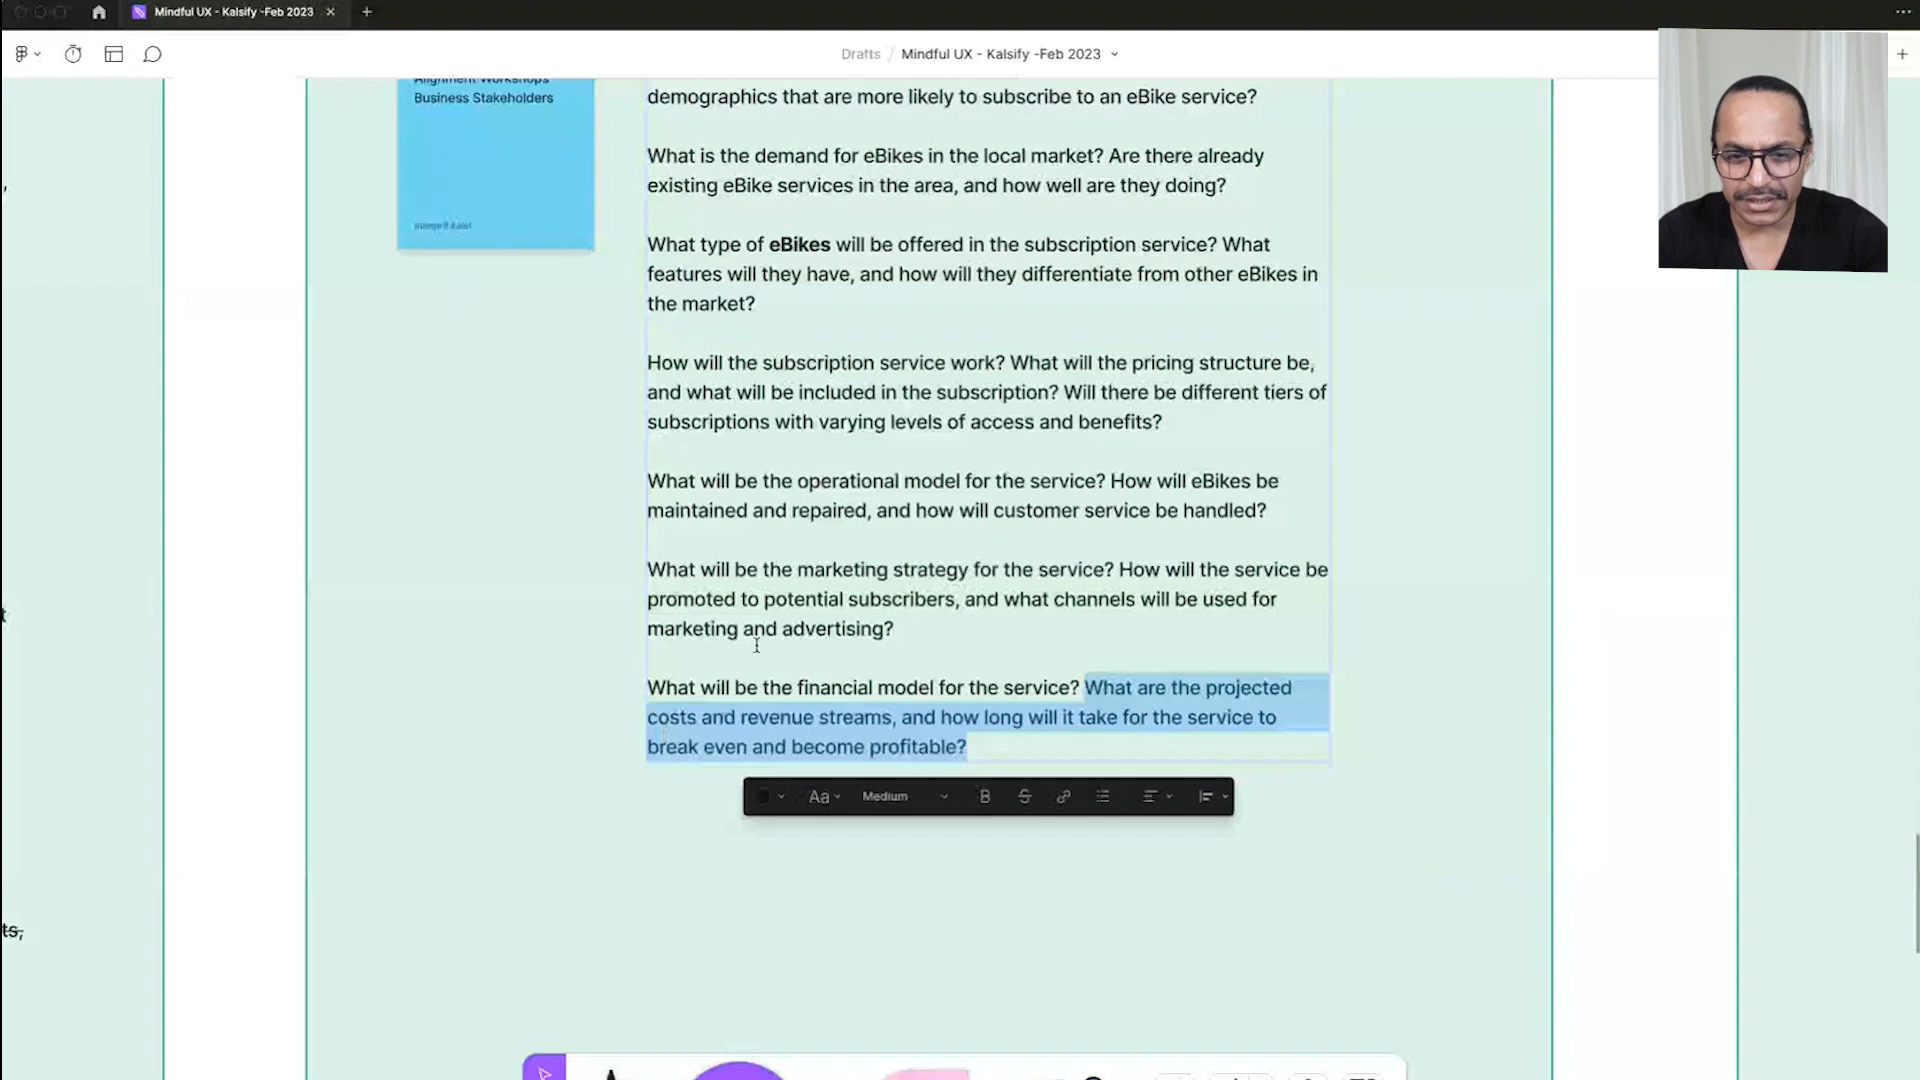 Mindful UX - Kalsify -Feb 2023
Drafts / Mindful UX - Kalsify -Feb 2023
Alignment Workshops
Business Stakeholders
demographics that are more likely to subscribe to an eBike service?
What is the demand for eBikes in the local market? Are there already
existing eBike services in the area, and how well are they doing?
What type of eBikes will be offered in the subscription service? What
features will they have, and how will they differentiate from other eBikes in
the market?
How will the subscription service work? What will the pricing structure be,
and what will be included in the subscription? Will there be different tiers of
subscriptions with varying levels of access and benefits?
What will be the operational model for the service? How will eBikes be
maintained and repaired, and how will customer service be handled?
What will be the marketing strategy for the service? How will the service be
promoted to potential subscribers, and what channels will be used for
marketing and advertising?
What will be the financial model for the service? What are the projected
costs and revenue streams, and how long will it take for the service to
break even and become profitable?
Aa Medium B S
ts,